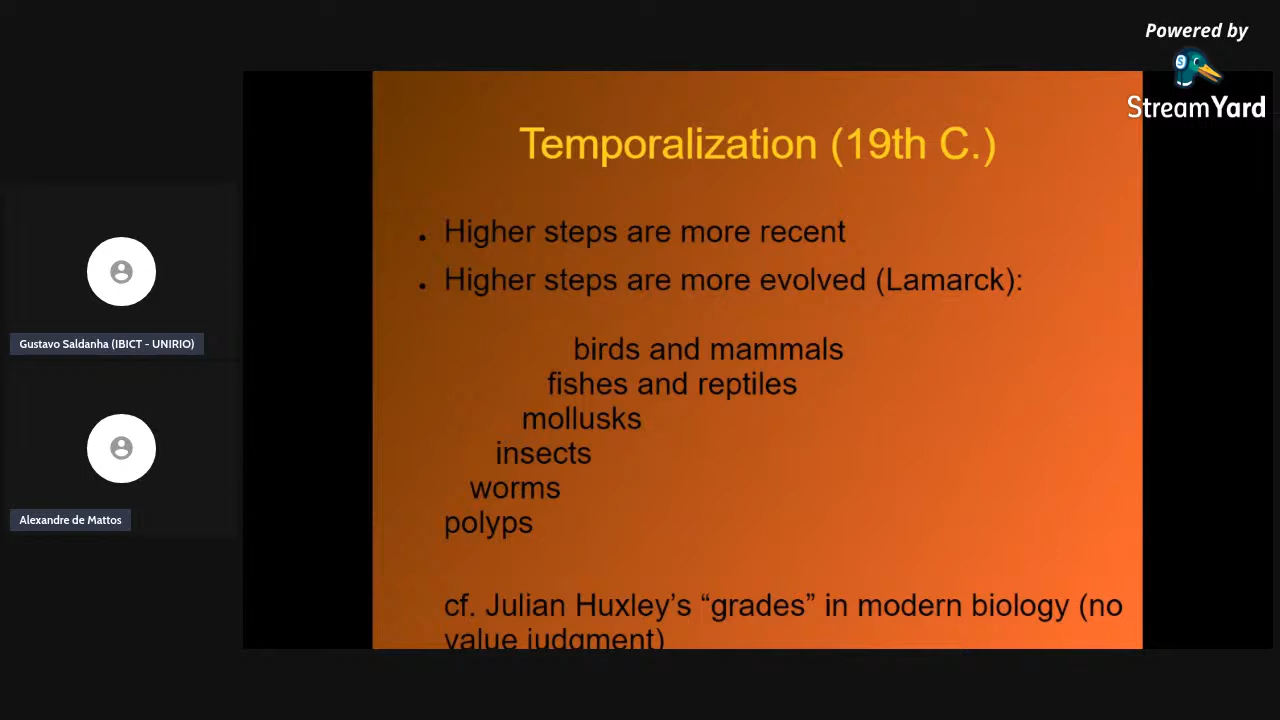 Powered by
StreamYard
Temporalization (19th C.)
• Higher steps are more recent
• Higher steps are more evolved (Lamarck):
birds and mammals
fishes and reptiles
mollusks
insects
worms
polyps
cf. Julian Huxley’s “grades” in modern biology (no
value judgment)
Gustavo Saldanha (IBICT - UNIRIO)
Alexandre de Mattos